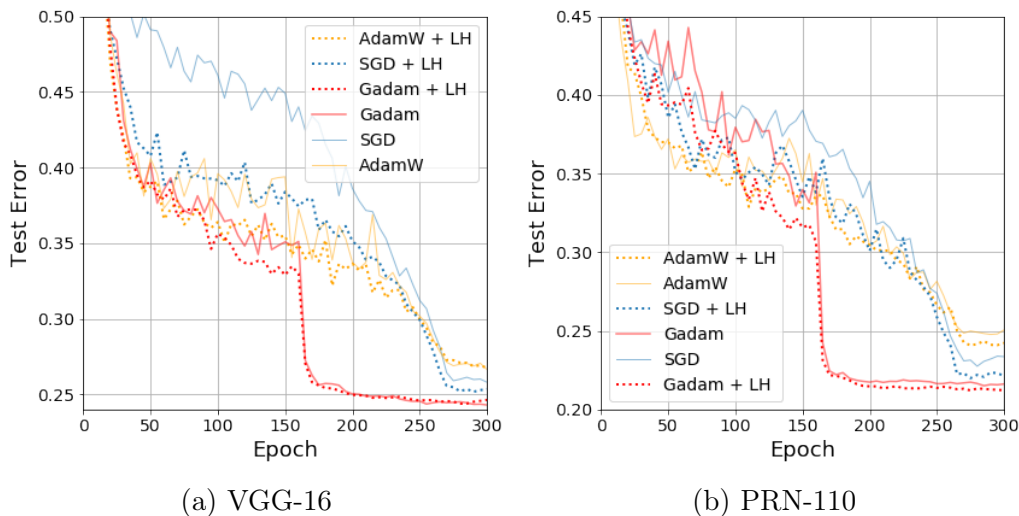 0.50
0.45
0.40
0.35
0.30
0.25
Test Error
0 50 100 150 200 250 300
Epoch
AdamW + LH
SGD + LH
Gadam + LH
Gadam
SGD
AdamW
(a) VGG-16
0.45
0.40
0.35
0.30
0.25
0.20
Test Error
0 50 100 150 200 250 300
Epoch
AdamW + LH
AdamW
SGD + LH
Gadam
SGD
Gadam + LH
(b) PRN-110